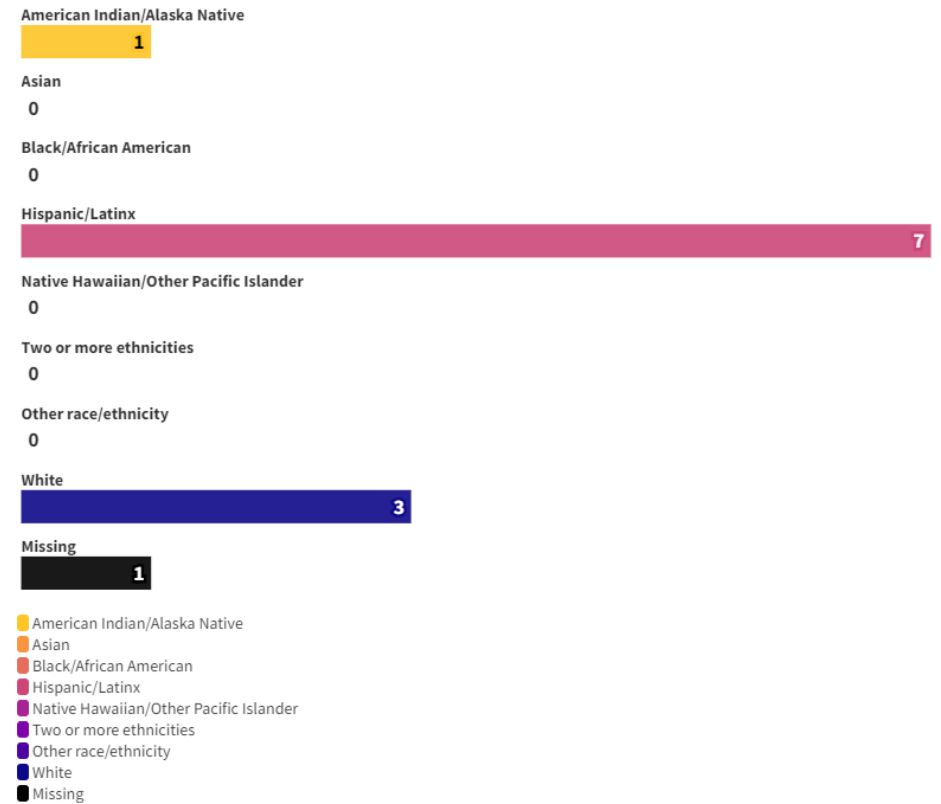 American Indian/Alaska Native
1
Asian
0
Black/African American
0
Hispanic/Latinx
7
Native Hawaiian/Other Pacific Islander
0
Two or more ethnicities
0
Other race/ethnicity
0
White
3
Missing
1
American Indian/Alaska Native
Asian
Black/African American
Hispanic/Latinx
Native Hawaiian/Other Pacific Islander
Two or more ethnicities
Other race/ethnicity
White
Missing